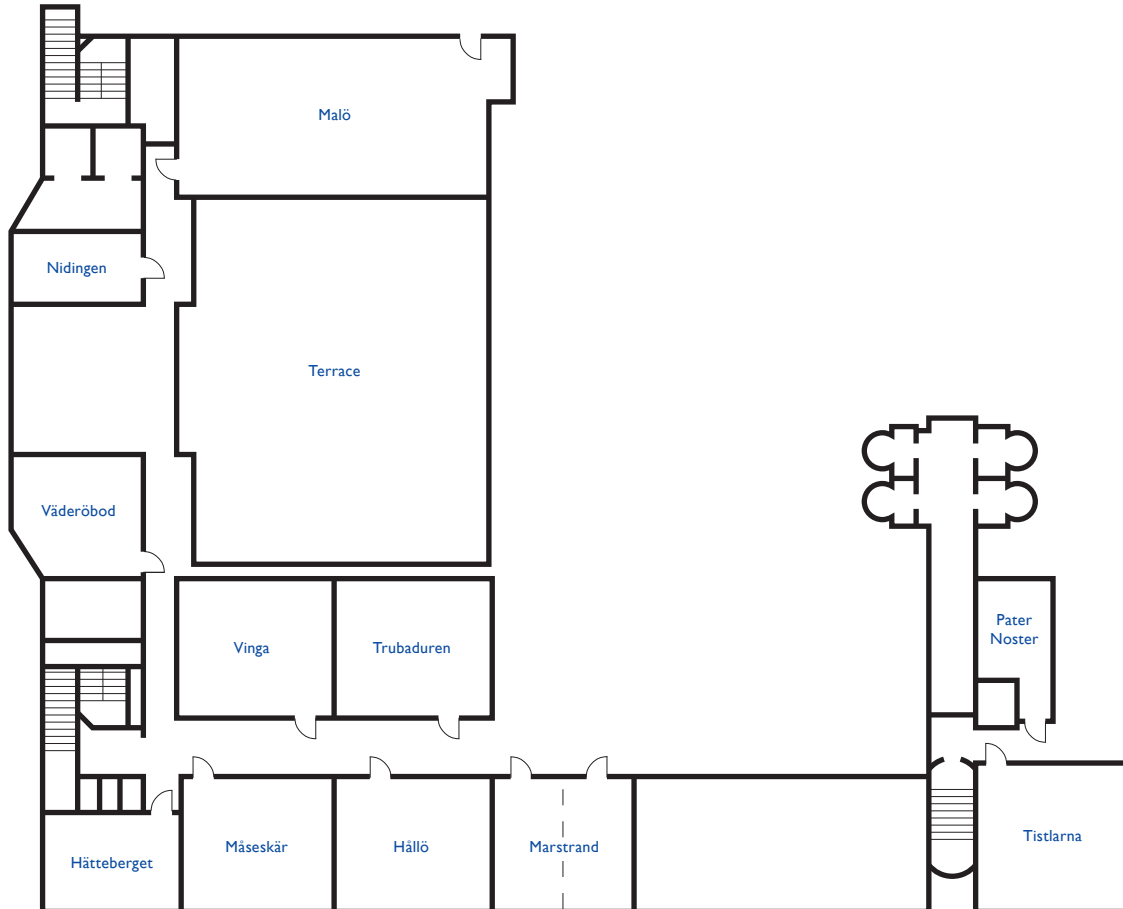 Malö
Nidingen
Terrace
Väderöbod
Vinga
Trubaduren
Pater
Noster
Hätteberget
Måseskär
Hållö
Marstrand
Tistlarna